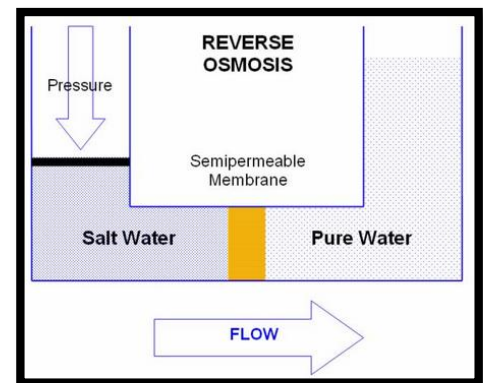 REVERSE
OSMOSIS
Pressure
Semipermeable
Membrane
Salt Water
Pure Water
FLOW